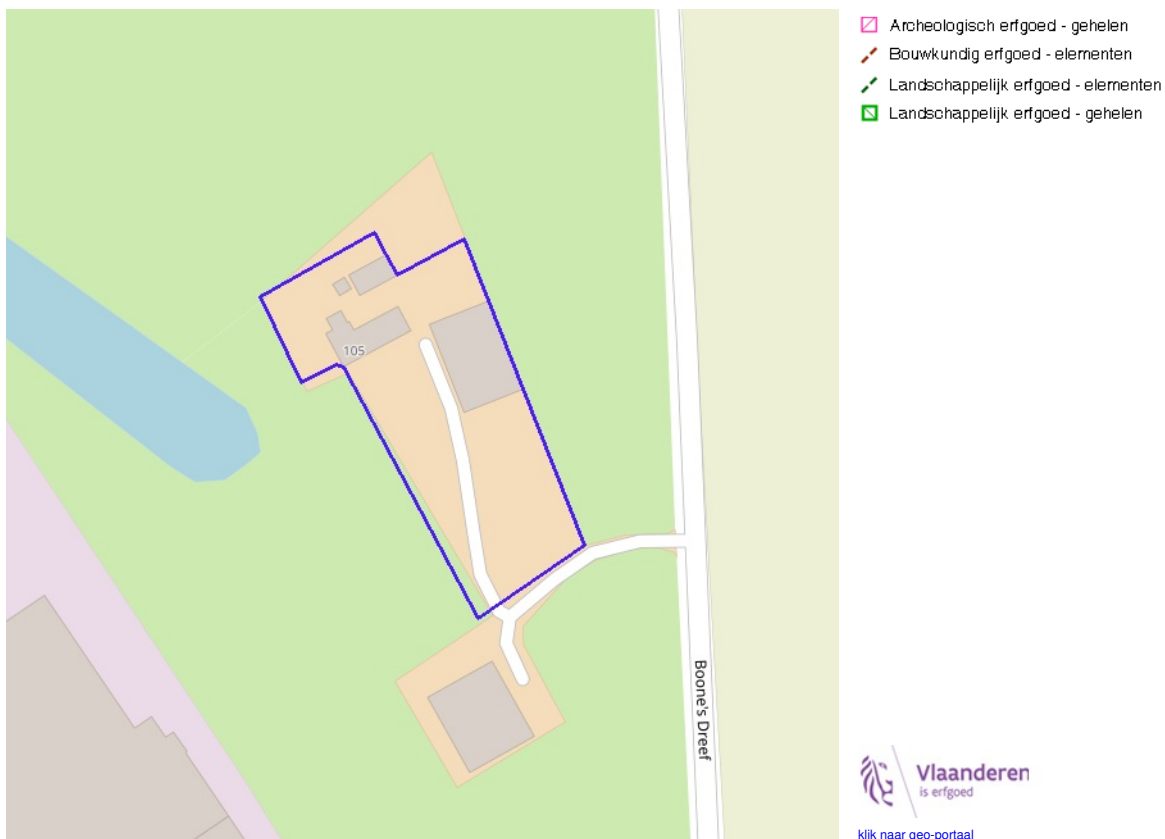 Archeologisch erfgoed - gehelen
Bouwkundig erfgoed - elementen
Landschappelijk erfgoed - elementen
Landschappelijk erfgoed - gehelen
105
Boone's Dreef
Vlaanderen
is erfgoed
klik naar geo-portaal